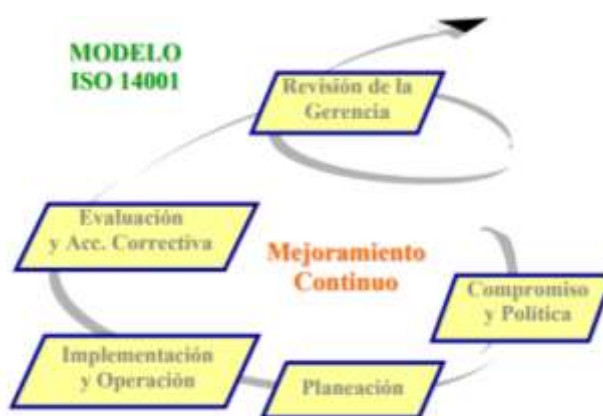 MODELO
ISO 14001
Revisión de la
Gerencia
Evaluación
y Acc. Correctiva
Mejoramiento
Continuo
Compromiso
y Política
Implementación
y Operación
Planeación